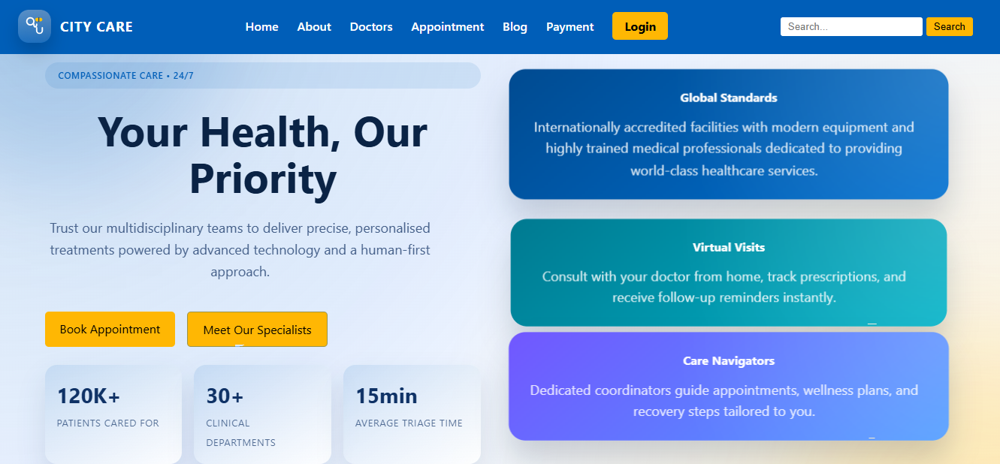 CITY CARE
Home
About
Doctors
Appointment
Blog
Payment
Login
Search...
Search
COMPASSIONATE CARE • 24/7
Your Health, Our
Priority
Trust our multidisciplinary teams to deliver precise, personalised
treatments powered by advanced technology and a human-first
approach.
Book Appointment
Meet Our Specialists
120K+
PATIENTS CARED FOR
30+
CLINICAL
DEPARTMENTS
15min
AVERAGE TRIAGE TIME
Global Standards
Internationally accredited facilities with modern equipment and
highly trained medical professionals dedicated to providing
world-class healthcare services.
Virtual Visits
Consult with your doctor from home, track prescriptions, and
receive follow-up reminders instantly.
Care Navigators
Dedicated coordinators guide appointments, wellness plans, and
recovery steps tailored to you.